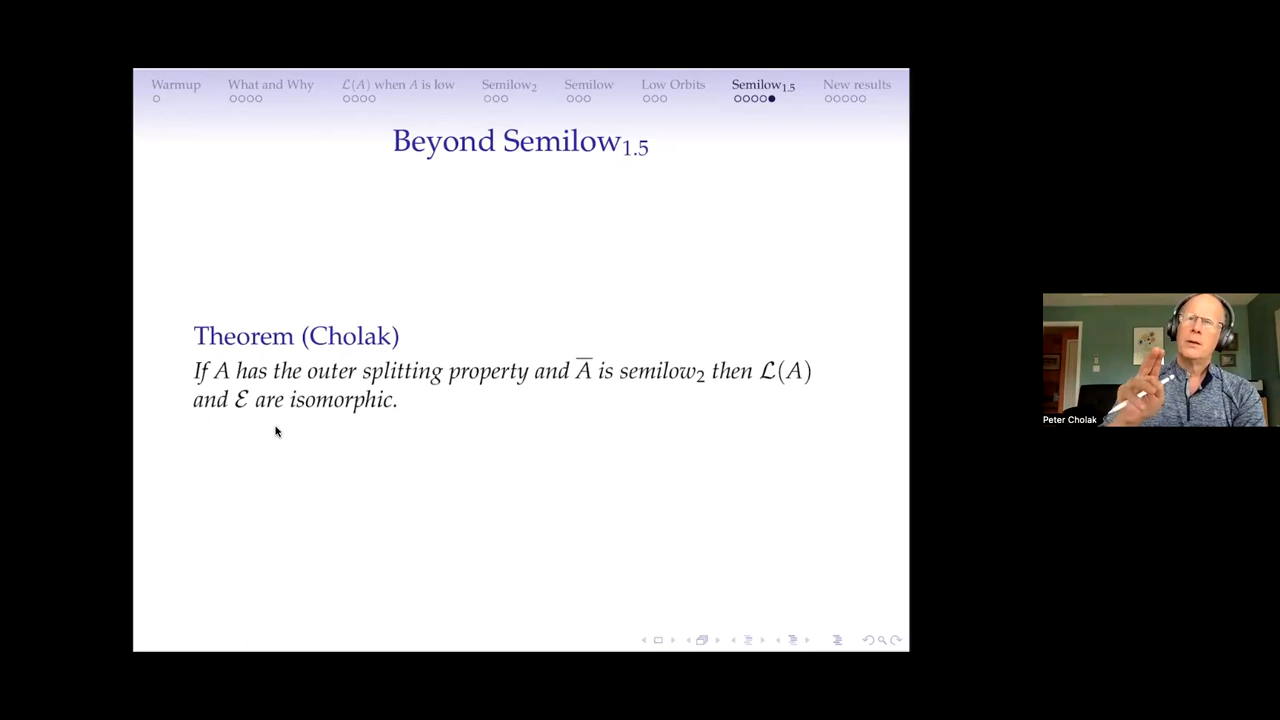 Warmup What and Why ℒ(A) when A is low Semilow₂ Semilow Low Orbits Semilow₁.₅ New results
Beyond Semilow₁.₅
Theorem (Cholak)
If A has the outer splitting property and A̅ is semilow₂ then ℒ(A)
and ℰ are isomorphic.
Peter Cholak